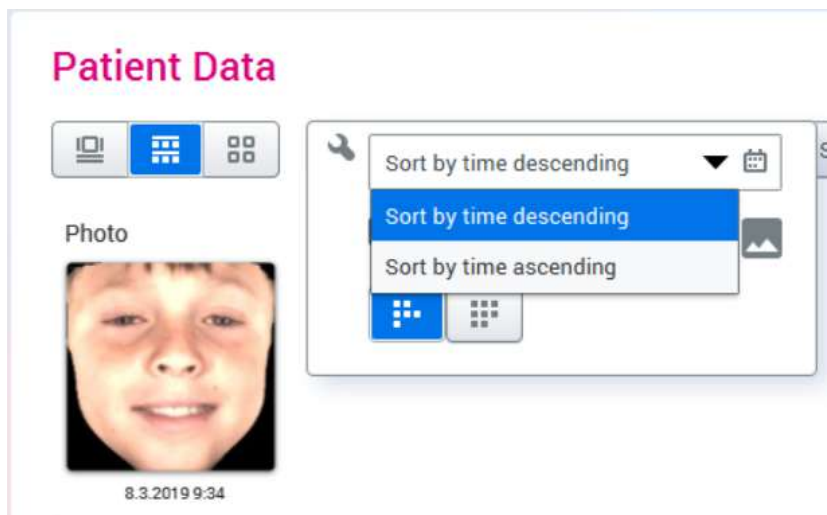 Patient Data
Sort by time descending
Sort by time descending
Photo
Sort by time ascending
8.3.2019 9:34